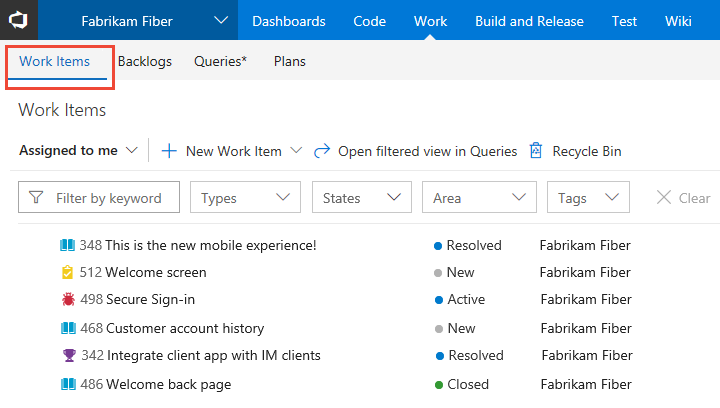 Fabrikam Fiber Dashboards Code Work Build and Release Test Wiki
Work Items Backlogs Queries* Plans
Work Items
Assigned to me New Work Item Open filtered view in Queries Recycle Bin
Filter by keyword Types States Area Tags Clear
348 This is the new mobile experience! Resolved Fabrikam Fiber
512 Welcome screen New Fabrikam Fiber
498 Secure Sign-in Active Fabrikam Fiber
468 Customer account history New Fabrikam Fiber
342 Integrate client app with IM clients Resolved Fabrikam Fiber
486 Welcome back page Closed Fabrikam Fiber